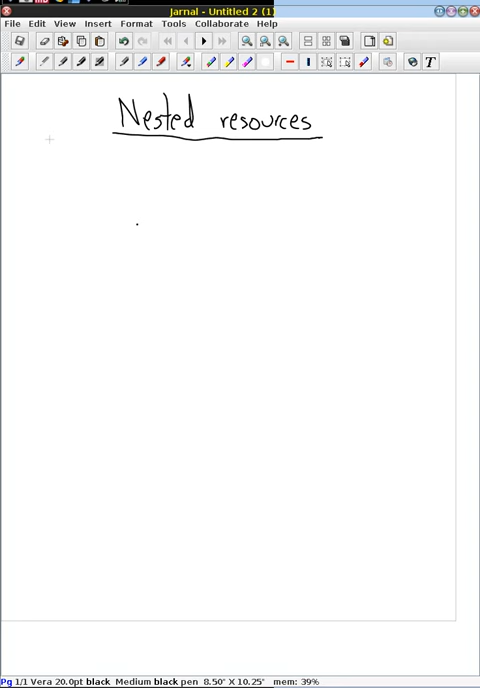 Jarnal - Untitled 2 (1)
File Edit View Insert Format Jarnal Tools Collaborate Help
T
Nested resources
Pg 1/1 Vera 20.0pt black Medium black pen 8.50" X 10.25" mem: 39%